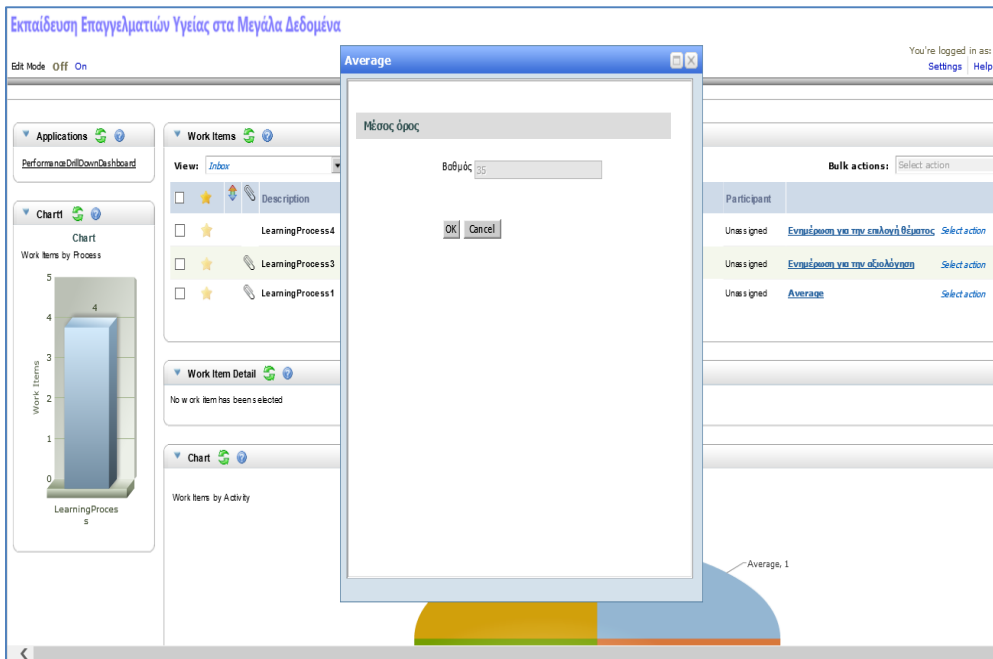 Εκπαίδευση Επαγγελματιών Υγείας στα Μεγάλα Δεδομένα
You're logged in as:
Edit Mode Off On
Settings Help
Average
Μέσος όρος
Βαθμός 35
OK Cancel
Applications
PerformanceDrillDownDashboard
Chart1
Chart
Work Items by Process
5
4
4
3
2
1
0
Work Items
LearningProces
s
Work Items
View: Inbox
Bulk actions: Select action
Description
Participant
LearningProcess4 Unassigned Ενημέρωση για την επιλογή θέματος Select action
LearningProcess3 Unassigned Ενημέρωση για την αξιολόγηση Select action
LearningProcess1 Unassigned Average Select action
Work Item Detail
No work item has been selected
Chart
Work Items by Activity
Average, 1